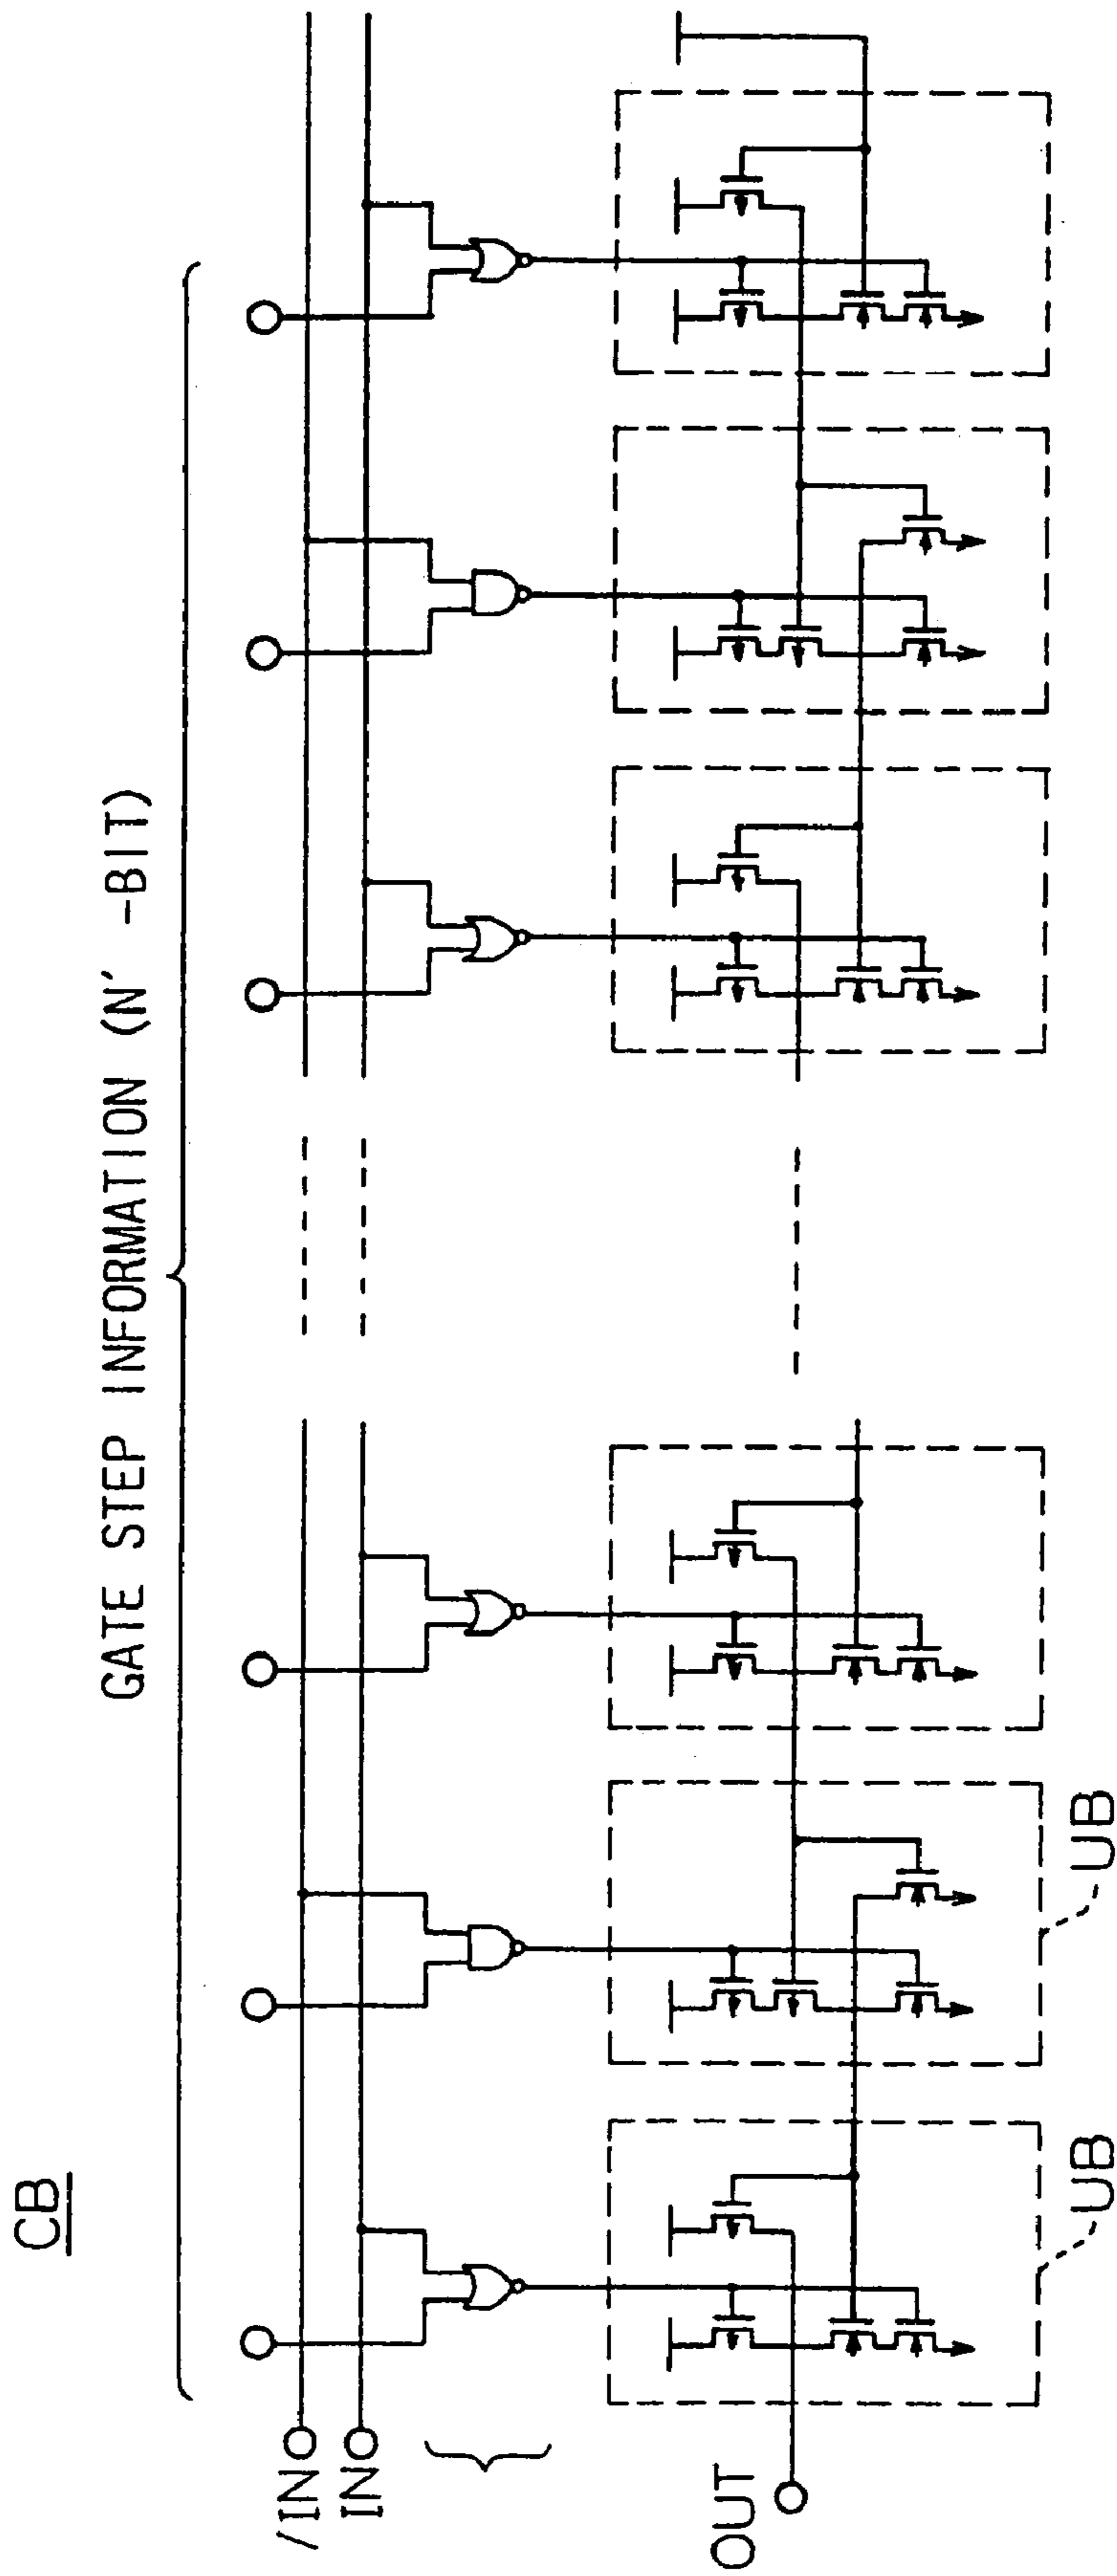 CB
GATE STEP INFORMATION (N' -BIT)
/IN
IN
OUT
UB
UB